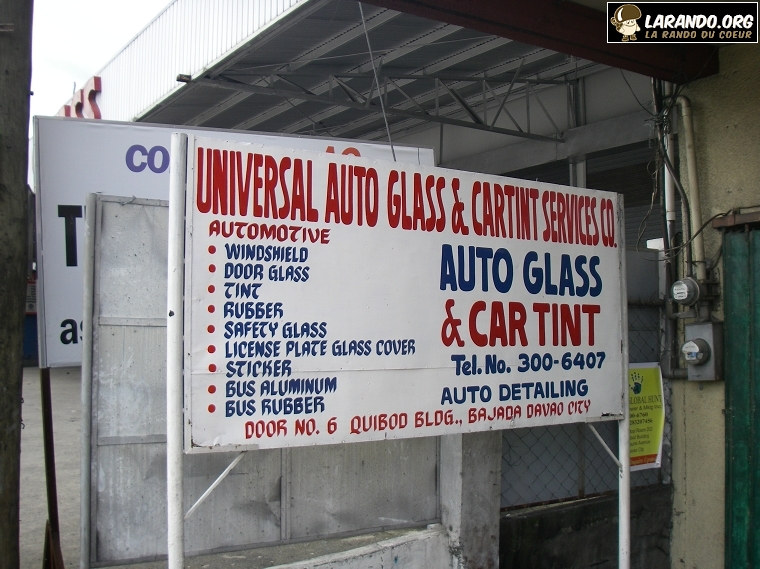 LARANDO.ORG
LA RANDO DU COEUR
CO
UNIVERSAL AUTO GLASS & CARTINT SERVICES CO.
AUTOMOTIVE
• WINDSHIELD
• DOOR GLASS
• TINT
• RUBBER
• SAFETY GLASS
• LICENSE PLATE GLASS COVER
• STICKER
• BUS ALUMINUM
• BUS RUBBER
AUTO GLASS
& CAR TINT
Tel. No. 300-6407
AUTO DETAILING
DOOR NO. 6 QUIBOD BLDG., BAJADA DAVAO CITY